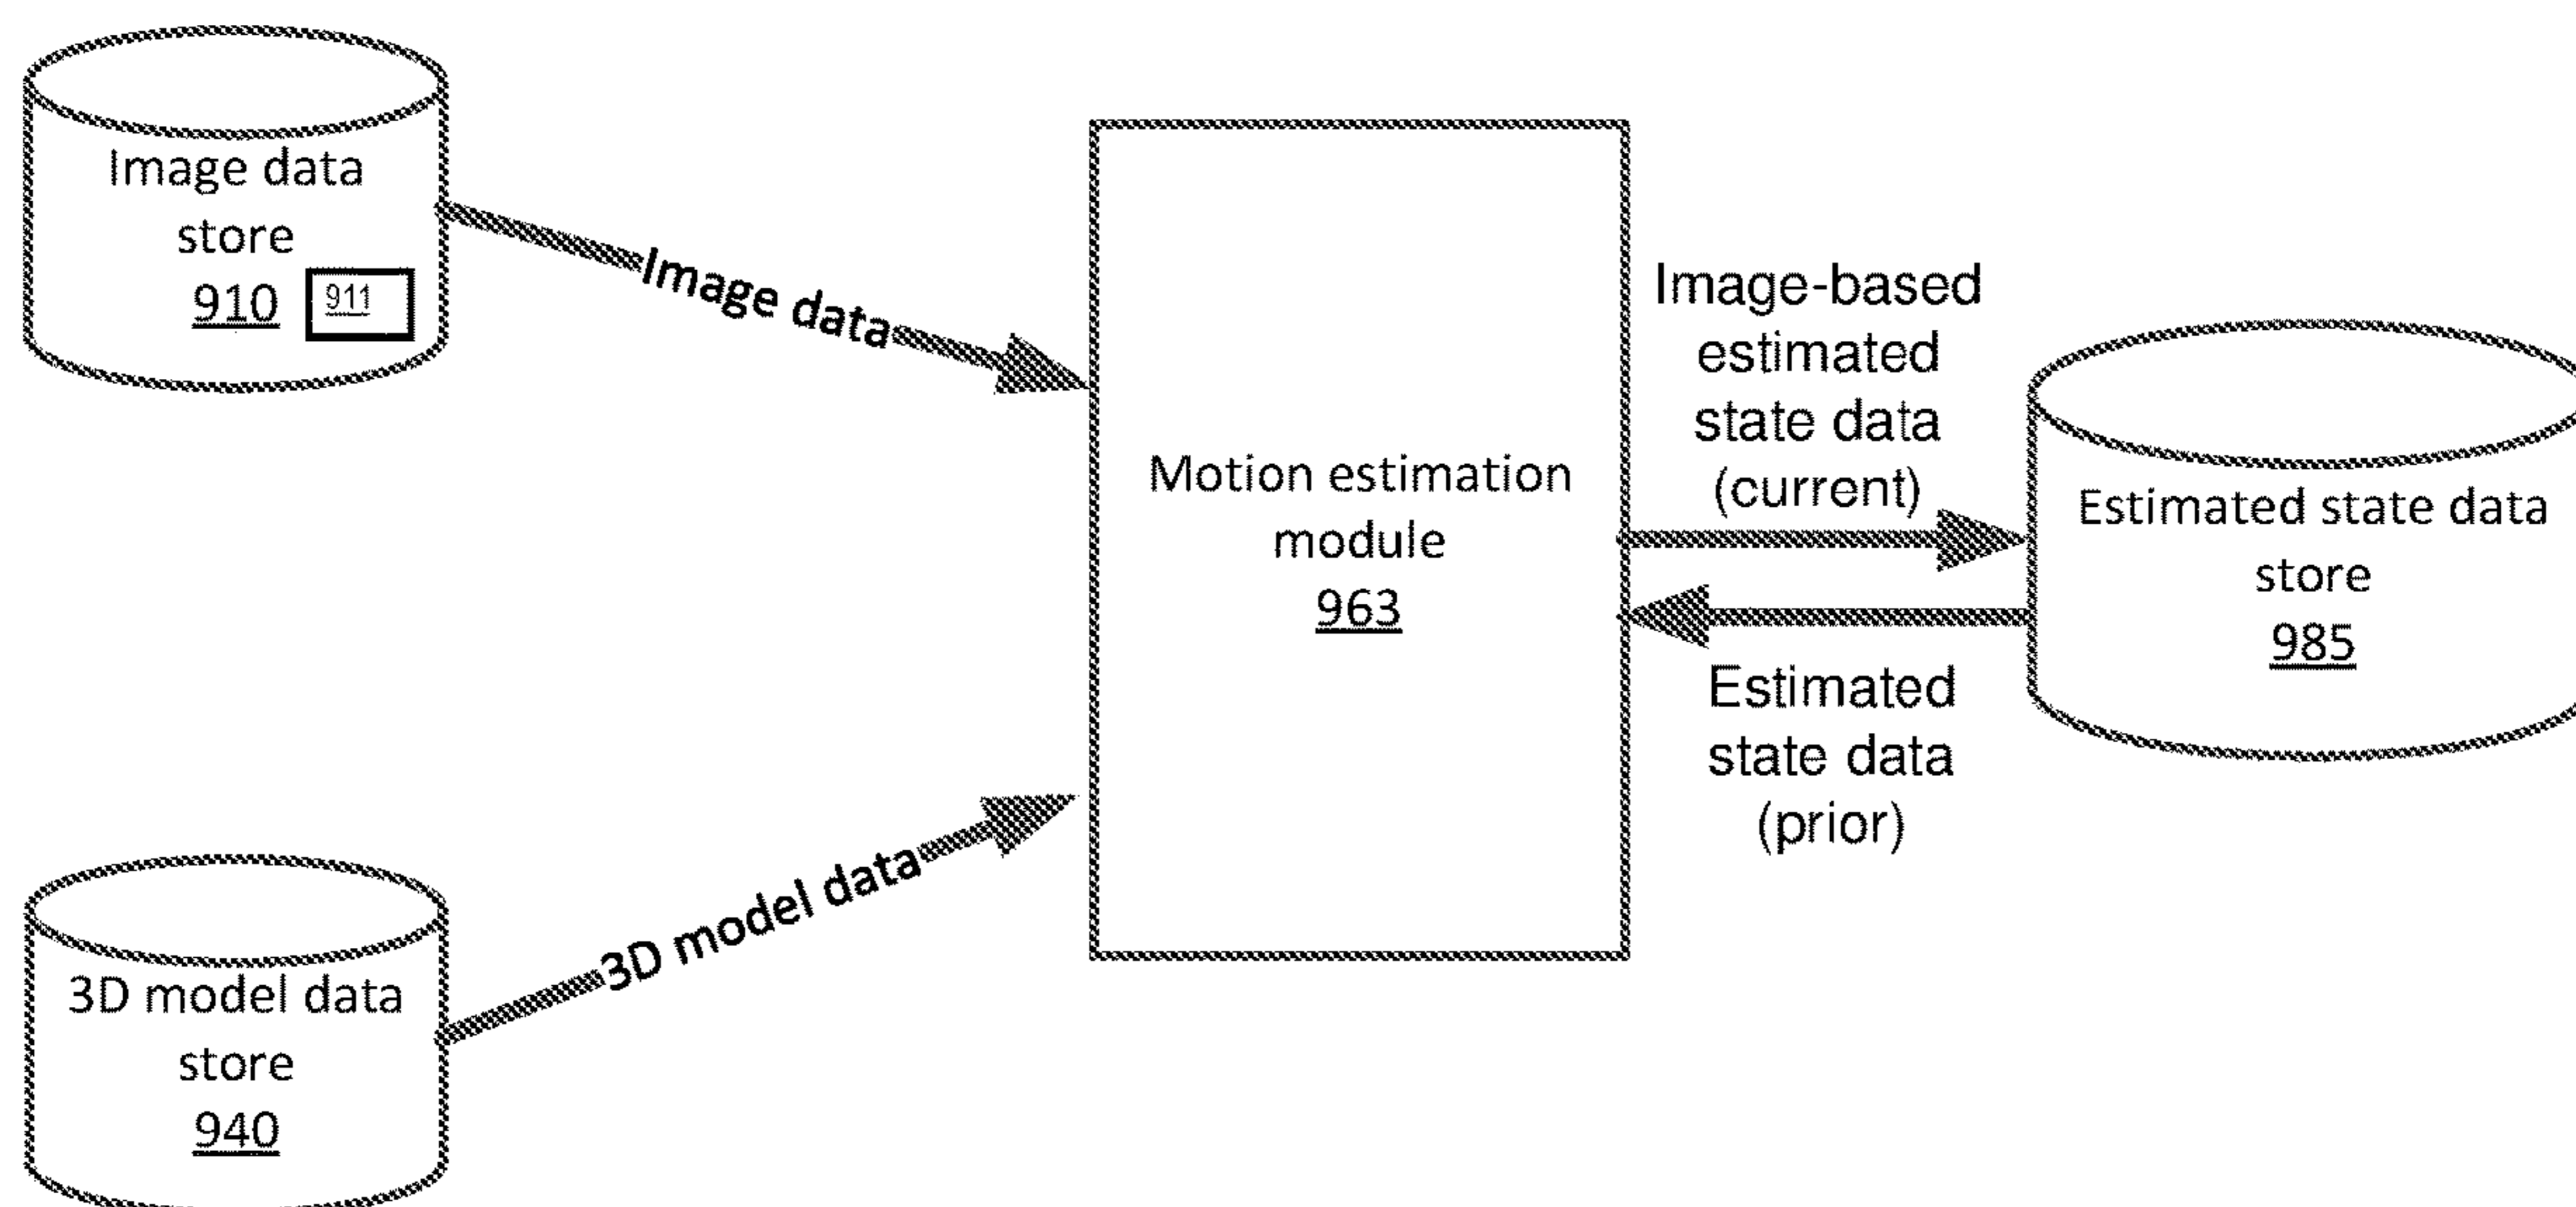 Image data
store
910
911
Image data
Motion estimation
module
963
Image-based
estimated
state data
(current)
Estimated state data
store
985
Estimated
state data
(prior)
3D model data
3D model data
store
940